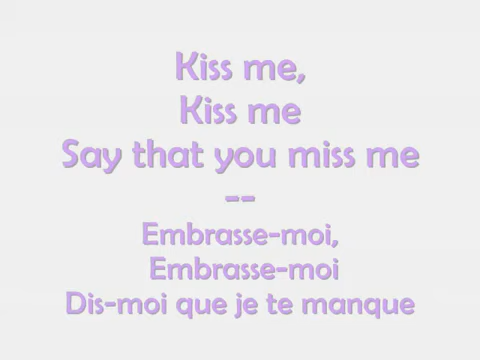 Kiss me,
Kiss me
Say that you miss me
--
Embrasse-moi,
Embrasse-moi
Dis-moi que je te manque